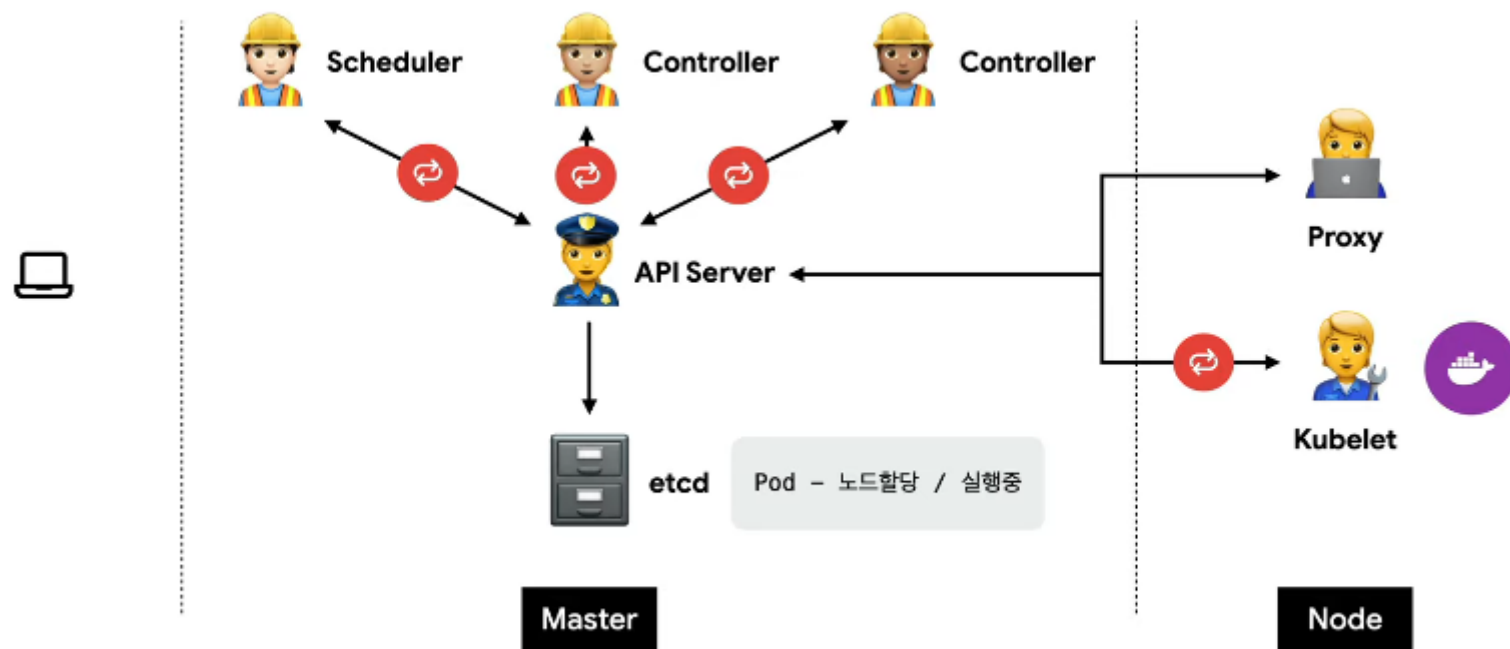 Scheduler
Controller
Controller
Proxy
API Server
Kubelet
etcd
Pod – 노드할당 / 실행중
Master
Node